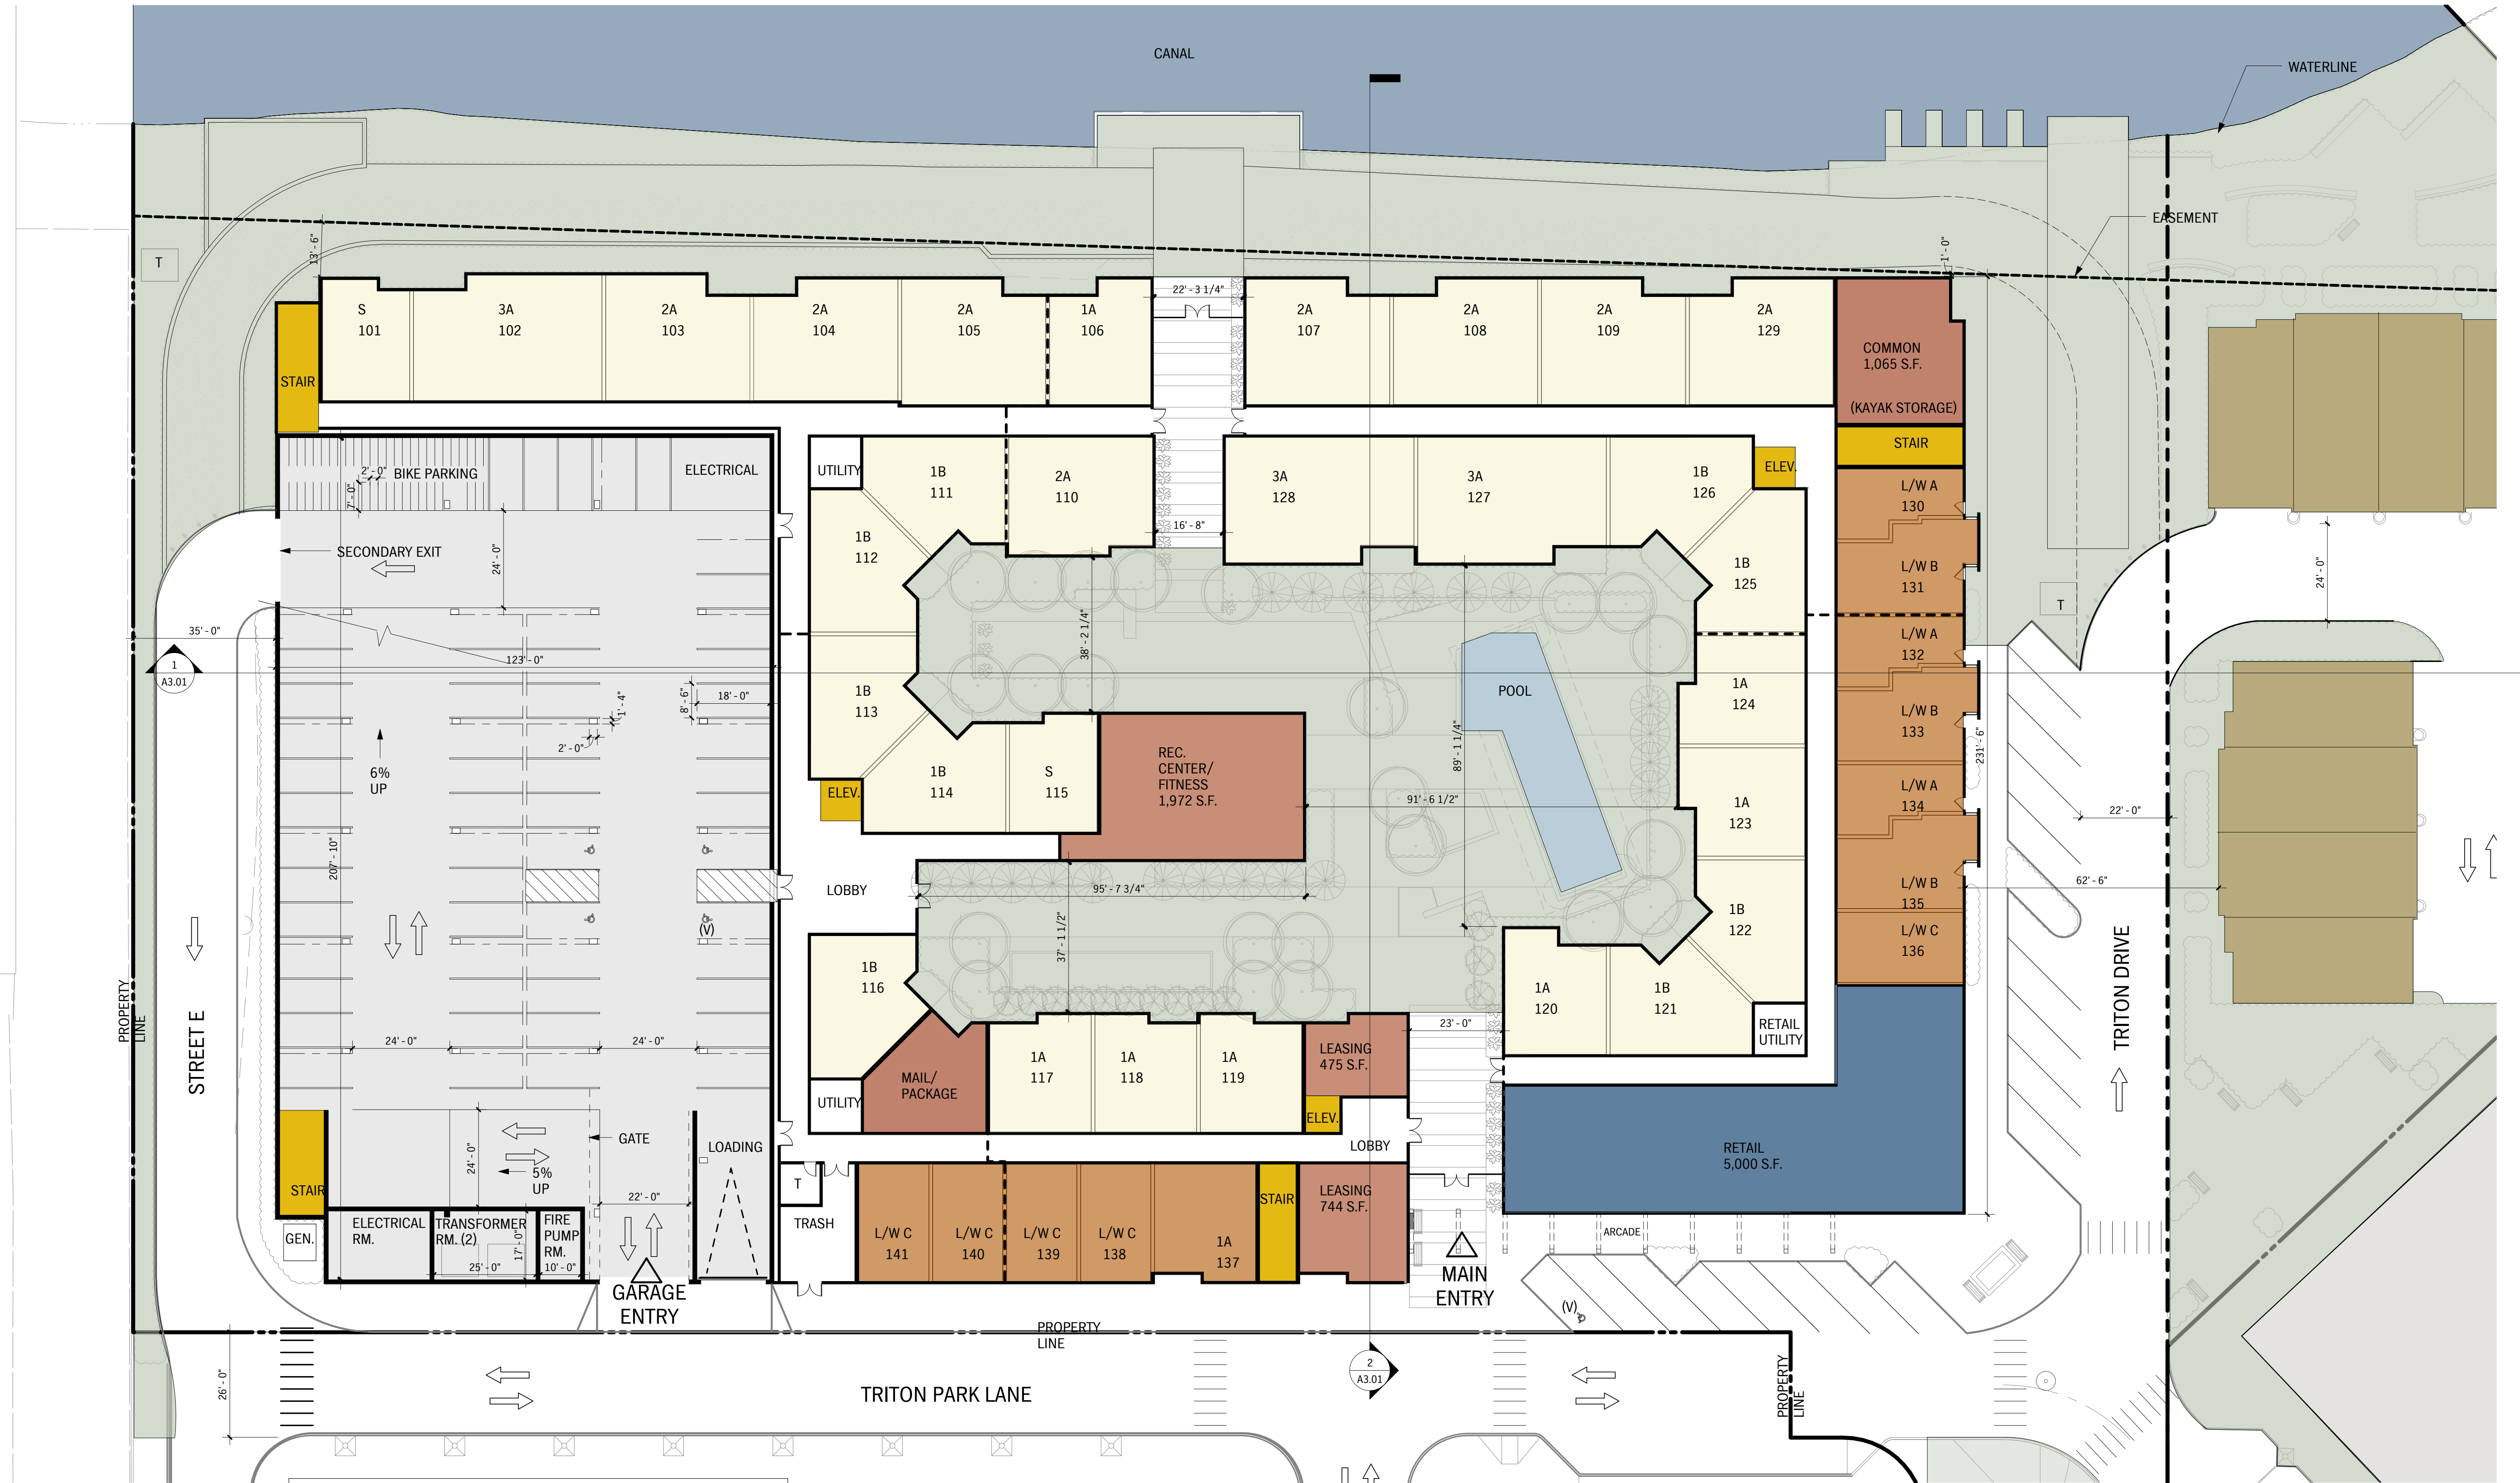 CANAL
WATERLINE
EASEMENT
T
13' - 6"
1' - 0"
22' - 3 1/4"
S
101
3A
102
2A
103
2A
104
2A
105
1A
106
2A
107
2A
108
2A
109
2A
129
COMMON
1,065 S.F.
(KAYAK STORAGE)
STAIR
STAIR
2' - 0"
BIKE PARKING
7' - 0"
ELECTRICAL
UTILITY
1B
111
2A
110
3A
128
3A
127
1B
126
ELEV.
L/W A
130
16' - 8"
SECONDARY EXIT
24' - 0"
1B
112
1B
125
L/W B
131
24' - 0"
T
35' - 0"
1
A3.01
123' - 0"
38' - 2 1/4"
L/W A
132
8' - 6"
18' - 0"
1' - 4"
2' - 0"
1B
113
POOL
1A
124
L/W B
133
231' - 6"
6%
UP
1B
114
S
115
ELEV.
REC.
CENTER/
FITNESS
1,972 S.F.
89' - 1 1/4"
91' - 6 1/2"
1A
123
L/W A
134
22' - 0"
207' - 10"
LOBBY
95' - 7 3/4"
62' - 6"
L/W B
135
(V)
37' - 1 1/2"
1B
122
L/W C
136
1B
116
1A
120
1B
121
PROPERTY
LINE
STREET E
TRITON DRIVE
24' - 0"
24' - 0"
23' - 0"
RETAIL
UTILITY
MAIL/
PACKAGE
1A
117
1A
118
1A
119
LEASING
475 S.F.
UTILITY
ELEV.
GATE
LOADING
LOBBY
24' - 0"
5%
UP
RETAIL
5,000 S.F.
STAIR
22' - 0"
T
STAIR
LEASING
744 S.F.
GEN.
ELECTRICAL
RM.
TRANSFORMER
RM. (2)
17' - 0"
25' - 0"
FIRE
PUMP
RM.
10' - 0"
TRASH
L/W C
141
L/W C
140
L/W C
139
L/W C
138
1A
137
ARCADE
GARAGE
ENTRY
MAIN
ENTRY
(V)
PROPERTY
LINE
26' - 0"
2
A3.01
TRITON PARK LANE
PROPERTY
LINE